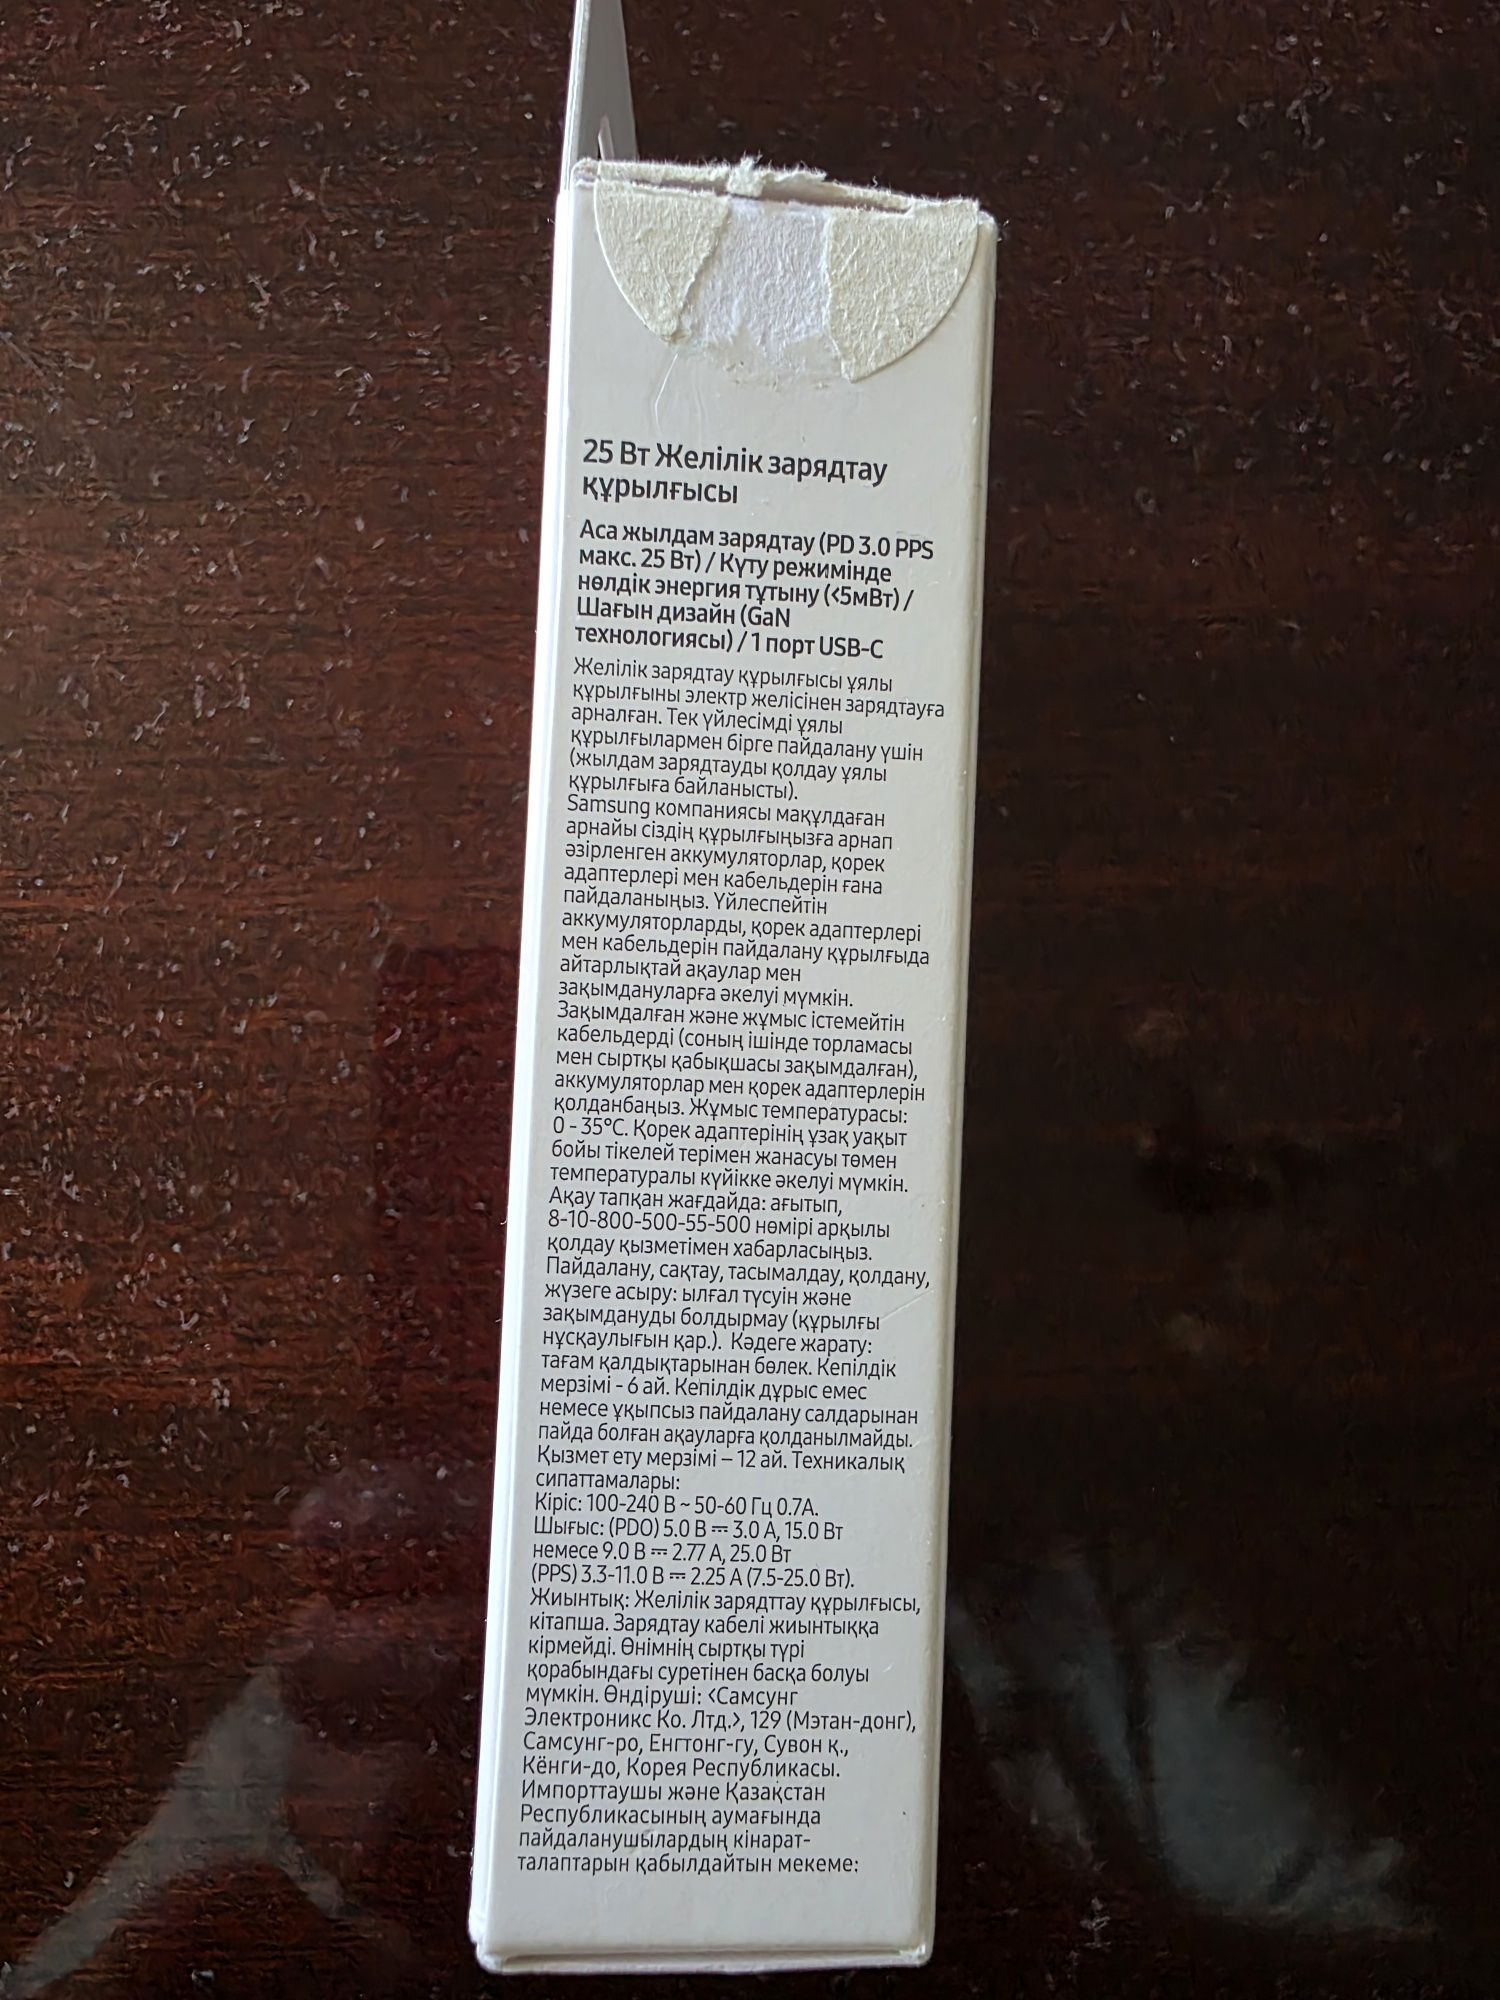 25 Вт Желілік зарядтау
құрылғысы
Аса жылдам зарядтау (PD 3.0 PPS
макс. 25 Вт) / Күту режимінде
нөлдік энергия тұтыну (<5мВт) /
Шағын дизайн (GaN
технологиясы) / 1 порт USB-C
Желілік зарядтау құрылғысы ұялы
құрылғыны электр желісінен зарядтауға
арналған. Тек үйлесімді ұялы
құрылғылармен бірге пайдалану үшін
(жылдам зарядтауды қолдау ұялы
құрылғыға байланысты).
Samsung компаниясы мақұлдаған
арнайы сіздің құрылғыңызға арнап
әзірленген аккумуляторлар, қорек
адаптерлері мен кабельдерін ғана
пайдаланыңыз. Үйлеспейтін
аккумуляторларды, қорек адаптерлері
мен кабельдерін пайдалану құрылғыда
айтарлықтай ақаулар мен
зақымдануларға әкелуі мүмкін.
Зақымдалған және жұмыс істемейтін
кабельдерді (соның ішінде торламасы
мен сыртқы қабықшасы зақымдалған),
аккумуляторлар мен қорек адаптерлерін
қолданбаңыз. Жұмыс температурасы:
0 - 35°C. Қорек адаптерінің ұзақ уақыт
бойы тікелей терімен жанасуы төмен
температуралы күйікке әкелуі мүмкін.
Ақау тапқан жағдайда: ағытып,
8-10-800-500-55-500 нөмірі арқылы
қолдау қызметімен хабарласыңыз.
Пайдалану, сақтау, тасымалдау, қолдану,
жүзеге асыру: ылғал түсуін және
зақымдануды болдырмау (құрылғы
нұсқаулығын қар.). Кәдеге жарату:
тағам қалдықтарынан бөлек. Кепілдік
мерзімі - 6 ай. Кепілдік дұрыс емес
немесе ұқыпсыз пайдалану салдарынан
пайда болған ақауларға қолданылмайды.
Қызмет ету мерзімі – 12 ай. Техникалық
сипаттамалары:
Кіріс: 100-240 В ~ 50-60 Гц 0.7А.
Шығыс: (PDO) 5.0 В ⎓ 3.0 А, 15.0 Вт
немесе 9.0 В ⎓ 2.77 А, 25.0 Вт
(PPS) 3.3-11.0 В ⎓ 2.25 А (7.5-25.0 Вт).
Жиынтық: Желілік зарядттау құрылғысы,
кітапша. Зарядтау кабелі жиынтыққа
кірмейді. Өнімнің сыртқы түрі
қорабындағы суретінен басқа болуы
мүмкін. Өндіруші: <Самсунг
Электроникс Ко. Лтд.>, 129 (Мэтан-донг),
Самсунг-ро, Енгтонг-гу, Сувон қ.,
Кёнги-до, Корея Республикасы.
Импорттаушы және Қазақстан
Республикасының аумағында
пайдаланушылардың кінарат-
талаптарын қабылдайтын мекеме: